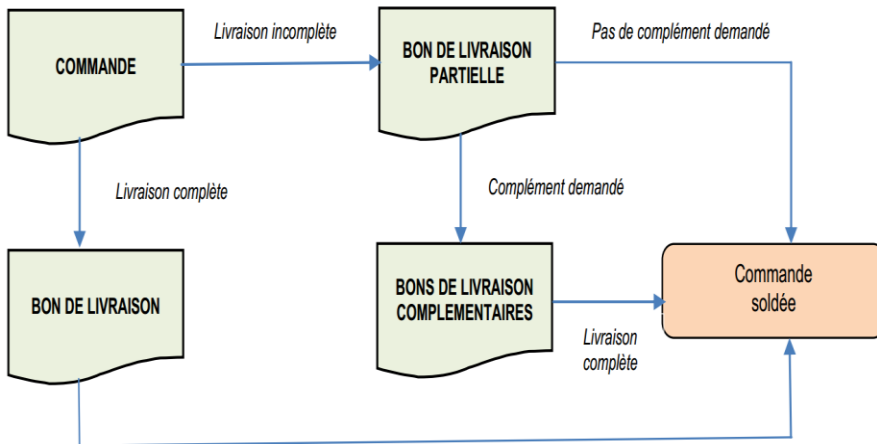 Livraison incomplète
Pas de complément demandé
COMMANDE
BON DE LIVRAISON
PARTIELLE
Livraison complète
Complément demandé
BON DE LIVRAISON
BONS DE LIVRAISON
COMPLEMENTAIRES
Commande
soldée
Livraison
complète